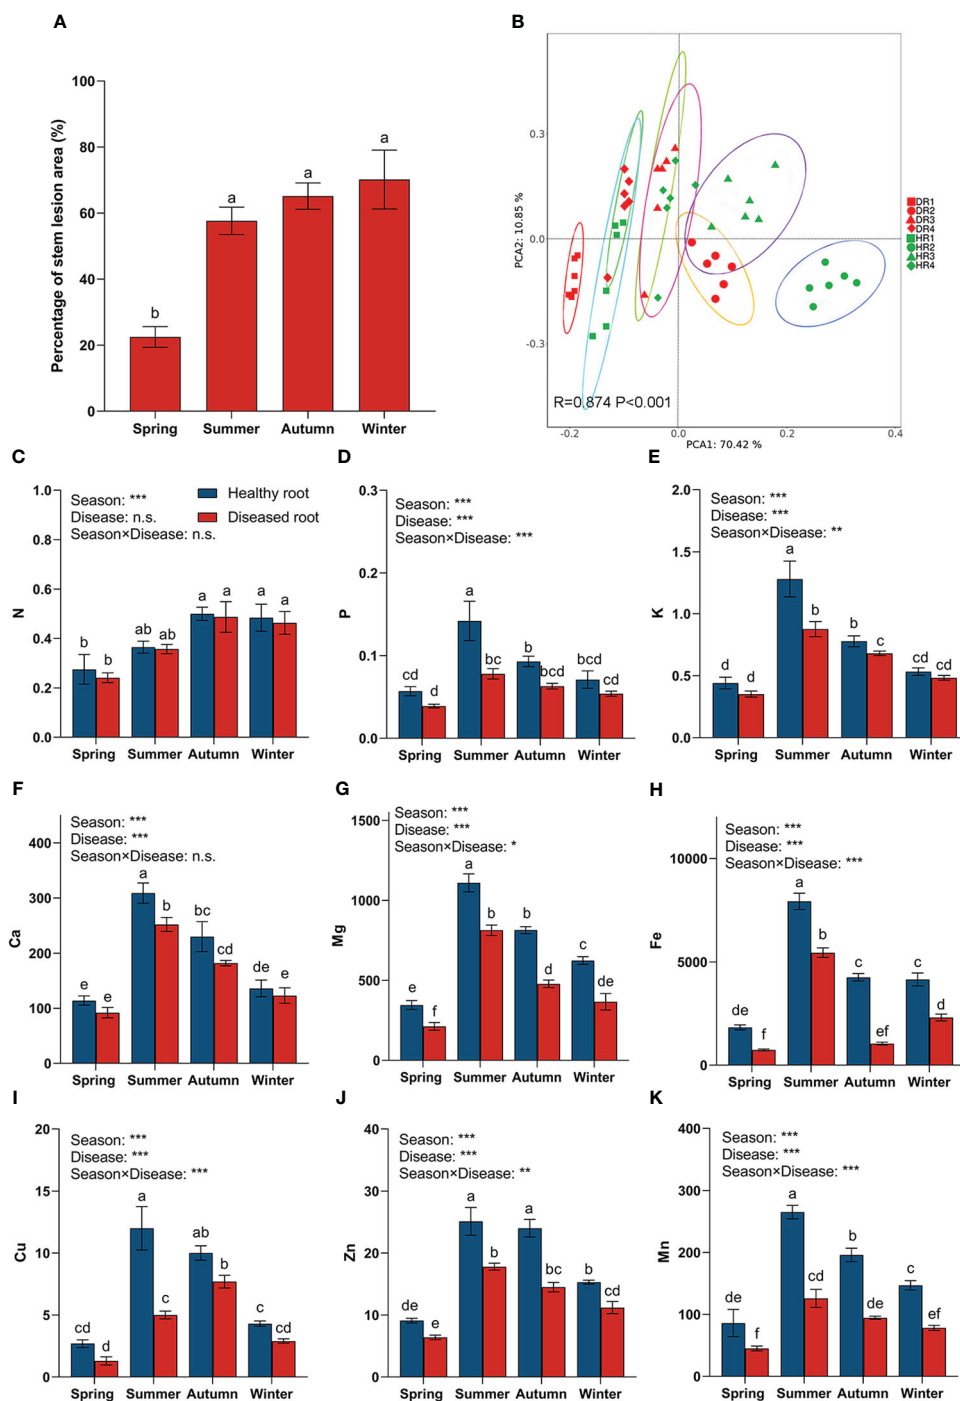 A
Percentage of stem lesion area (%)
100
80
60
40
20
0
b
a
a
a
Spring Summer Autumn Winter
B
PCA2: 10.85 %
0.3
0.0
-0.3
R=0.874 P<0.001
-0.2 0.0 0.2 0.4
PCA1: 70.42 %
DR1
DR2
DR3
DR4
HR1
HR2
HR3
HR4
C
N
1.0
0.8
0.6
0.4
0.2
0.0
Season: ***
Disease: n.s.
Season×Disease: n.s.
Healthy root
Diseased root
b b ab ab a a a a
Spring Summer Autumn Winter
D
P
0.3
0.2
0.1
0.0
Season: ***
Disease: ***
Season×Disease: ***
cd d a bc b bcd bcd cd
Spring Summer Autumn Winter
E
K
2.0
1.5
1.0
0.5
0.0
Season: ***
Disease: ***
Season×Disease: **
d d a b b c cd cd
Spring Summer Autumn Winter
F
Ca
400
300
200
100
0
Season: ***
Disease: ***
Season×Disease: n.s.
e e a b bc cd de e
Spring Summer Autumn Winter
G
Mg
1500
1000
500
0
Season: ***
Disease: ***
Season×Disease: *
e f a b b d c de
Spring Summer Autumn Winter
H
Fe
10000
5000
0
Season: ***
Disease: ***
Season×Disease: ***
de f a b c ef c d
Spring Summer Autumn Winter
I
Cu
20
15
10
5
0
Season: ***
Disease: ***
Season×Disease: ***
cd d a c ab b c cd
Spring Summer Autumn Winter
J
Zn
40
30
20
10
0
Season: ***
Disease: ***
Season×Disease: **
de e a b a bc b cd
Spring Summer Autumn Winter
K
Mn
400
300
200
100
0
Season: ***
Disease: ***
Season×Disease: ***
de f a cd b de c ef
Spring Summer Autumn Winter